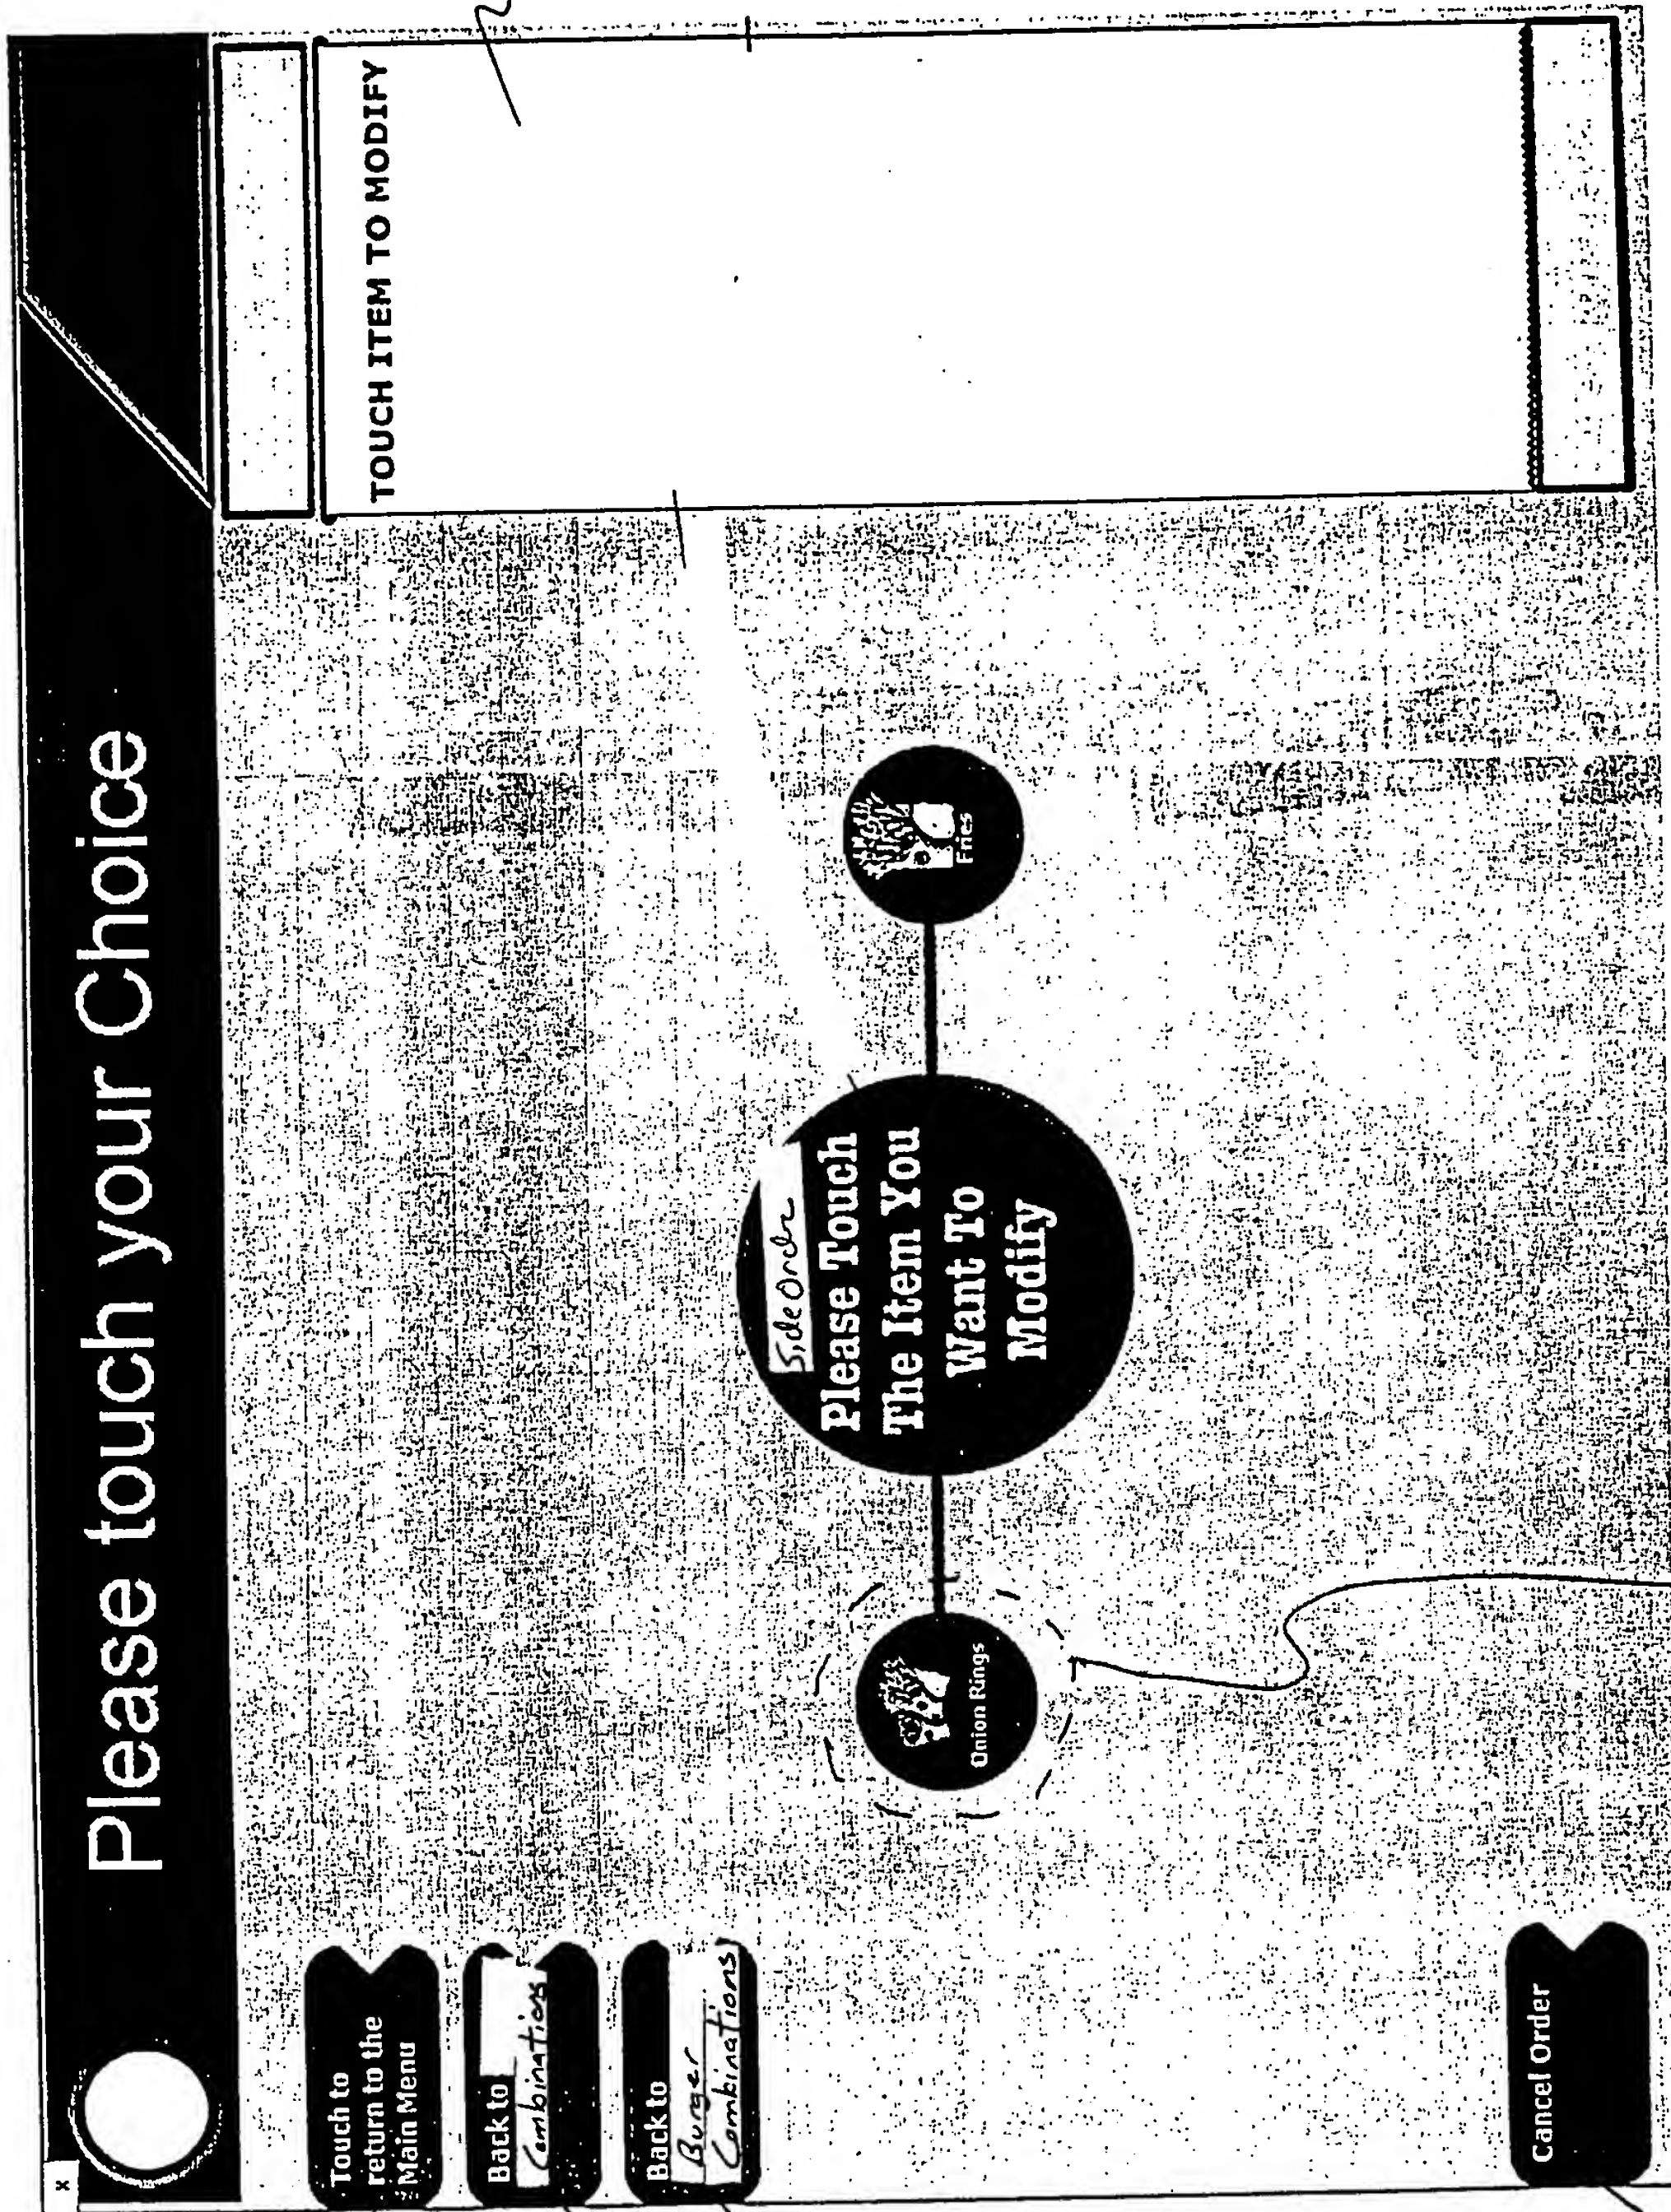 x
Please touch your Choice
Touch to
return to the
Main Menu
Back to
Combinations
Back to
Burger
Combinations
Cancel Order
Onion Rings
Side Order
Please Touch
The Item You
Want To
Modify
Fries
TOUCH ITEM TO MODIFY